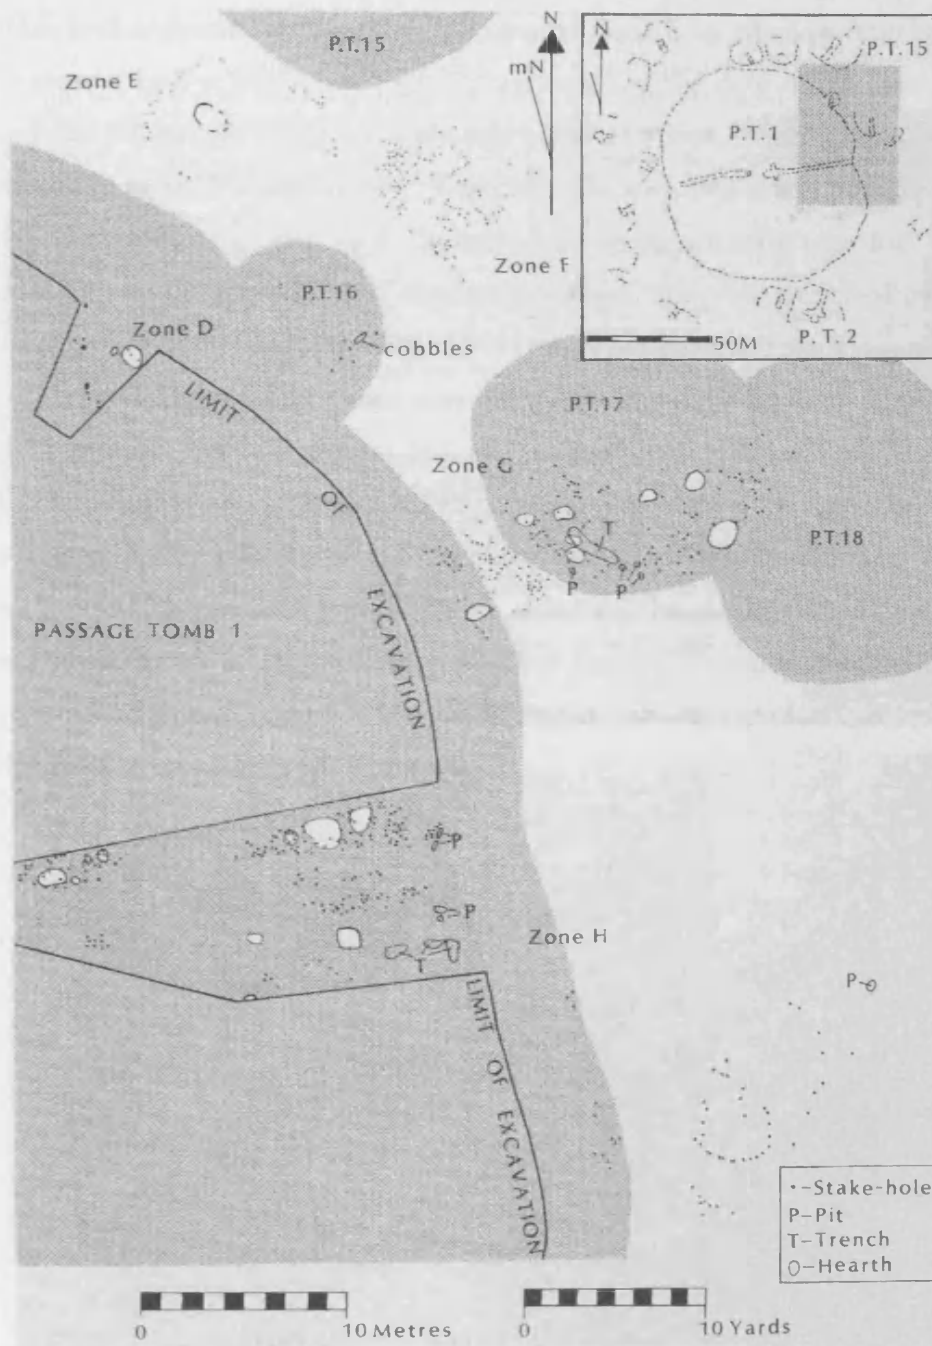 P.T.15
Zone E
N
mN
N
P.T.15
P.T.1
P.T.2
50M
Zone F
P.T.16
Zone D
cobbles
LIMIT OF EXCAVATION
P.T.17
Zone G
T
P
P
P.T.18
PASSAGE TOMB 1
P
P
T
Zone H
P
LIMIT OF EXCAVATION
·-Stake-hole
P-Pit
T-Trench
O-Hearth
0 10 Metres
0 10 Yards